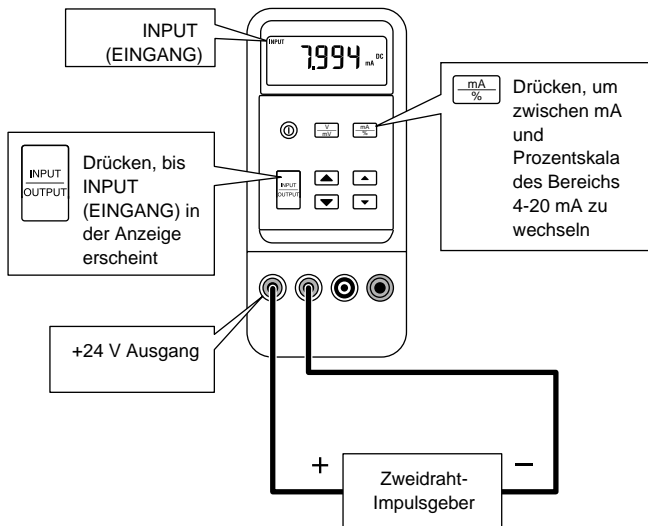 INPUT
(EINGANG)
INPUT
7.994
mA
DC
mA
%
Drücken, um
zwischen mA
und
Prozentskala
des Bereichs
4-20 mA zu
wechseln
V
mV
mA
%
INPUT
OUTPUT
Drücken, bis
INPUT
(EINGANG) in
der Anzeige
erscheint
INPUT
OUTPUT
+24 V Ausgang
+
–
Zweidraht-
Impulsgeber